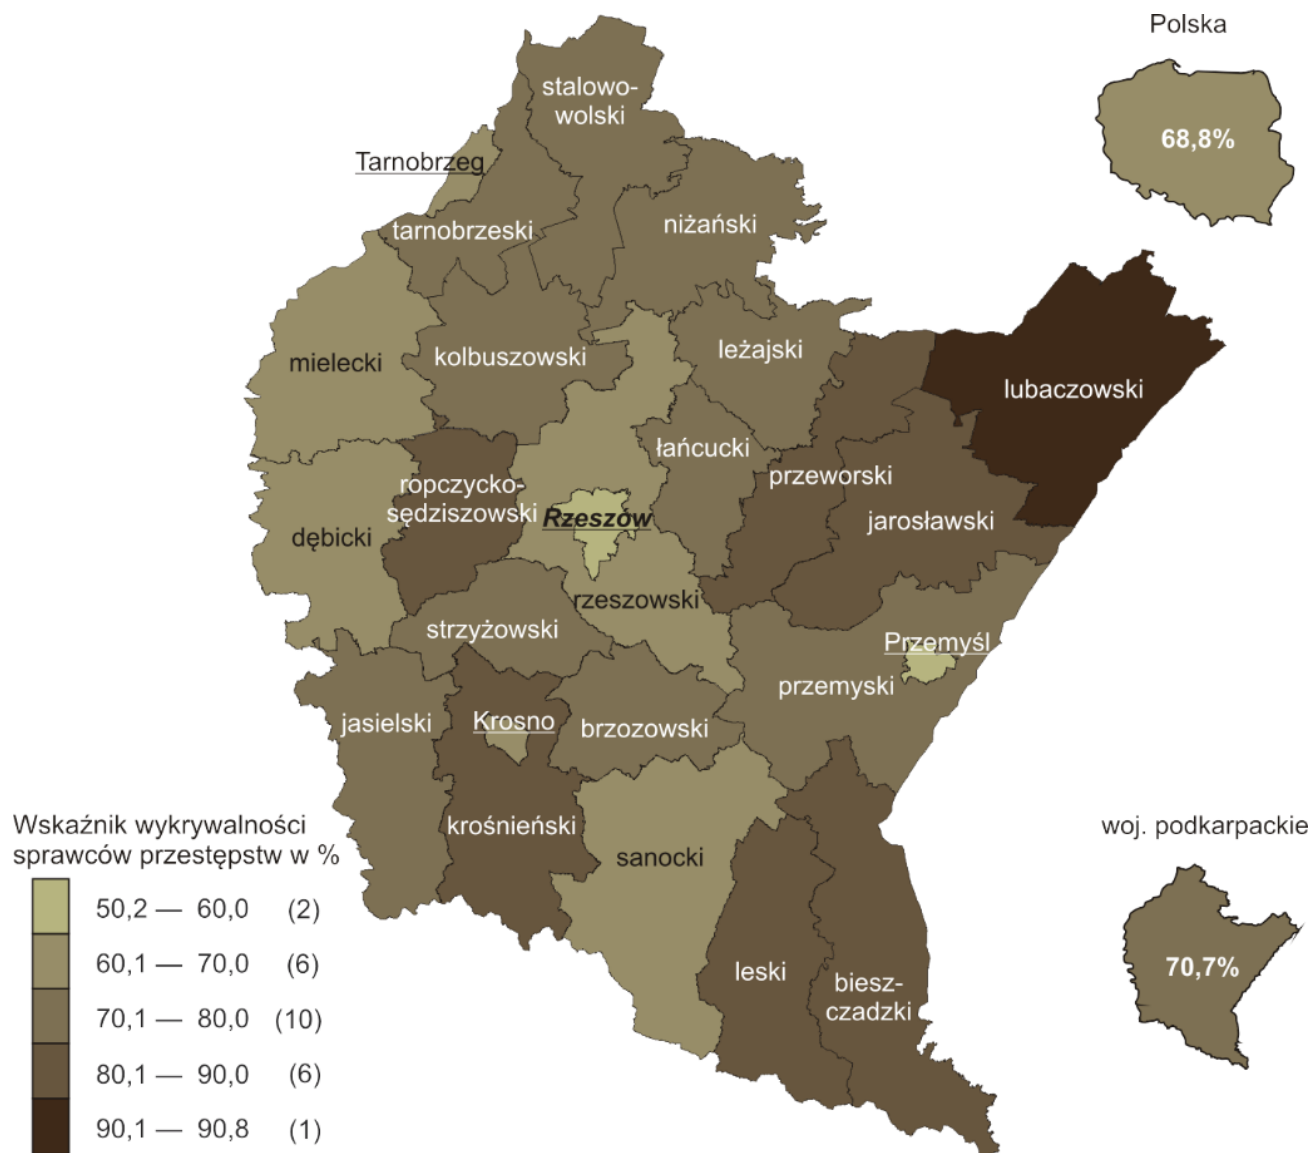 Polska
68,8%
stalowo-
wolski
Tarnobrzeg
tarnobrzeski
niżański
mielecki
kolbuszowski
leżajski
lubaczowski
łańcucki
ropczycko-
sędziszowski
przeworski
Rzeszów
jarosławski
dębicki
rzeszowski
strzyżowski
Przemyśl
przemyski
jasielski
Krosno
brzozowski
krośnieński
sanocki
leski
biesz-
czadzki
woj. podkarpackie
70,7%
Wskaźnik wykrywalności
sprawców przestępstw w %
50,2 — 60,0 (2)
60,1 — 70,0 (6)
70,1 — 80,0 (10)
80,1 — 90,0 (6)
90,1 — 90,8 (1)